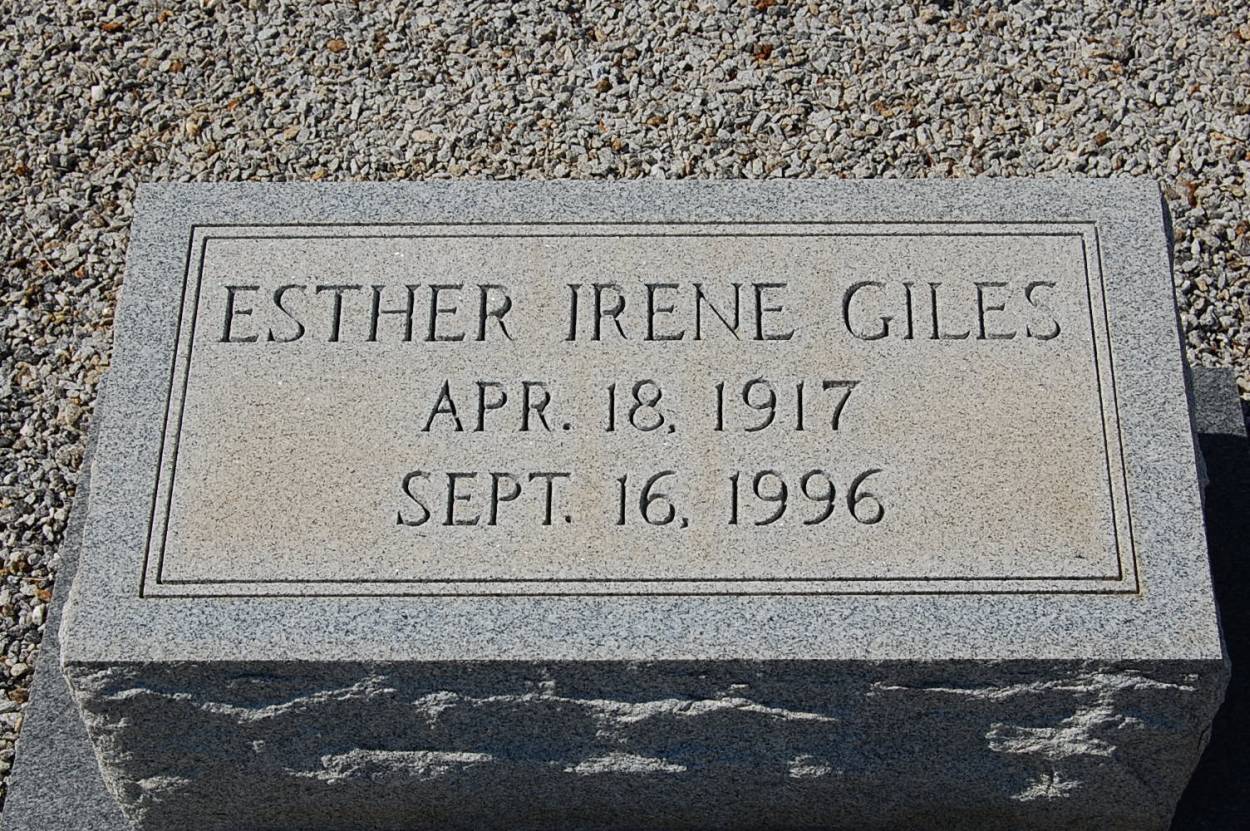 ESTHER IRENE GILES
APR. 18, 1917
SEPT. 16, 1996